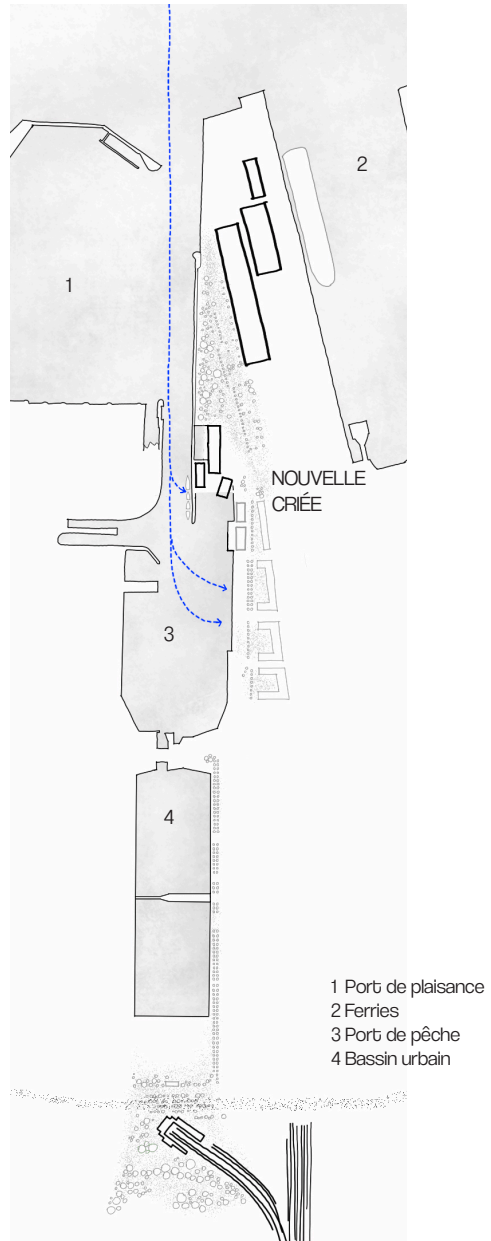 2
1
NOUVELLE
CRIÉE
3
4
1 Port de plaisance
2 Ferries
3 Port de pêche
4 Bassin urbain